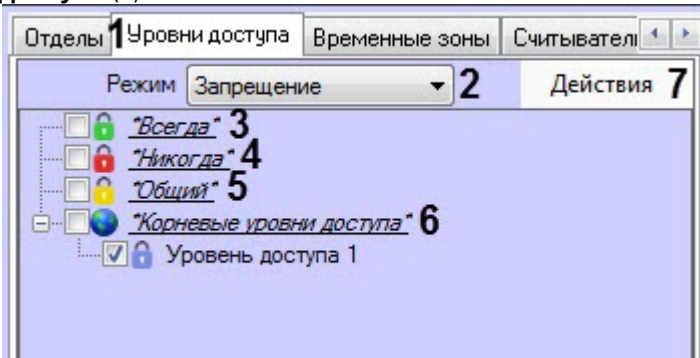 Отделы 1 Уровни доступа Временные зоны Считывател
Режим Запрещение 2 Действия 7
"Всегда" 3
"Никогда" 4
"Общий" 5
"Корневые уровни доступа" 6
Уровень доступа 1